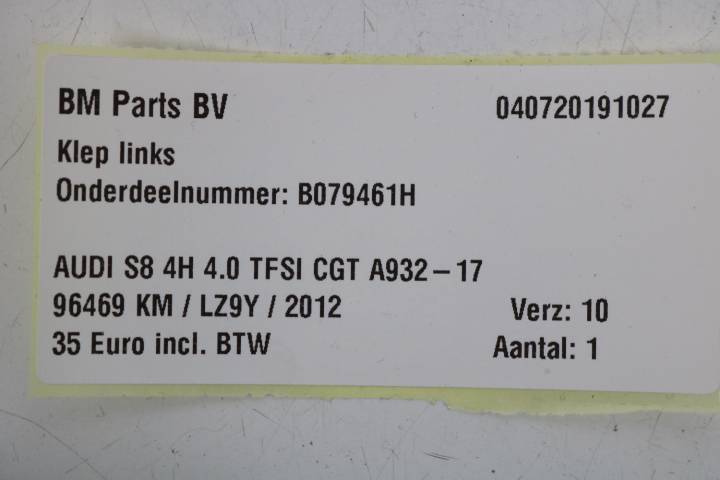 BM Parts BV 040720191027
Klep links
Onderdeelnummer: B079461H
AUDI S8 4H 4.0 TFSI CGT A932-17
96469 KM / LZ9Y / 2012 Verz: 10
35 Euro incl. BTW Aantal: 1